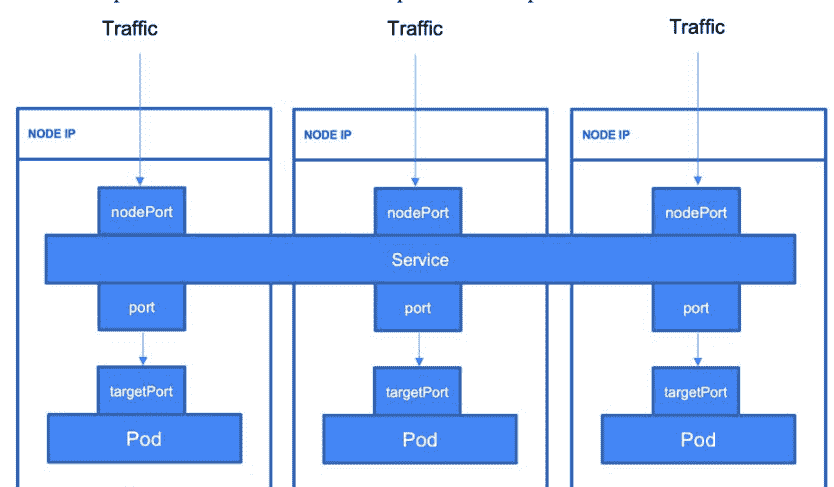 Traffic Traffic Traffic
NODE IP NODE IP NODE IP
nodePort nodePort nodePort
Service
port port port
targetPort targetPort targetPort
Pod Pod Pod